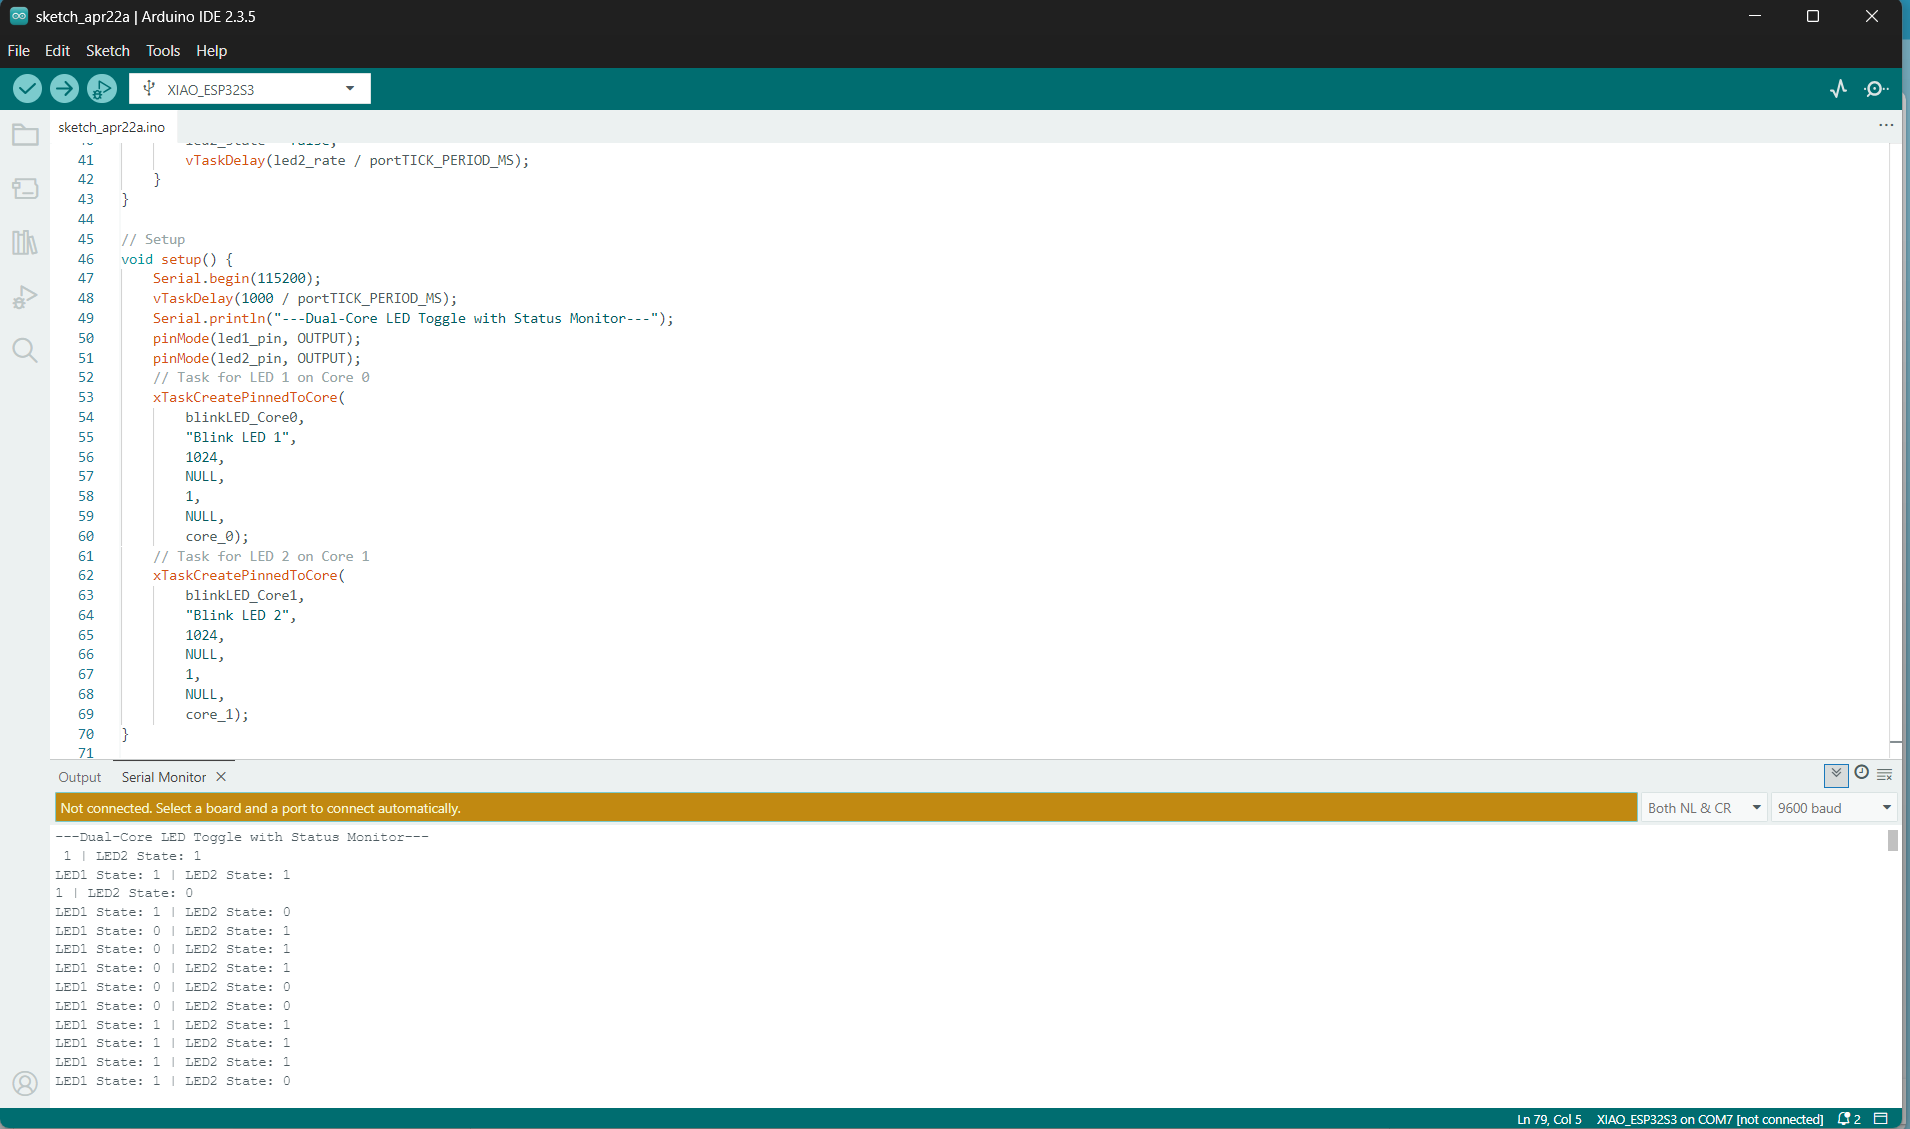 sketch_apr22a | Arduino IDE 2.3.5
File Edit Sketch Tools Help
XIAO_ESP32S3
sketch_apr22a.ino
41 vTaskDelay(led2_rate / portTICK_PERIOD_MS);
42 }
43 }
44
45 // Setup
46 void setup() {
47 Serial.begin(115200);
48 vTaskDelay(1000 / portTICK_PERIOD_MS);
49 Serial.println("---Dual-Core LED Toggle with Status Monitor---");
50 pinMode(led1_pin, OUTPUT);
51 pinMode(led2_pin, OUTPUT);
52 // Task for LED 1 on Core 0
53 xTaskCreatePinnedToCore(
54 blinkLED_Core0,
55 "Blink LED 1",
56 1024,
57 NULL,
58 1,
59 NULL,
60 core_0);
61 // Task for LED 2 on Core 1
62 xTaskCreatePinnedToCore(
63 blinkLED_Core1,
64 "Blink LED 2",
65 1024,
66 NULL,
67 1,
68 NULL,
69 core_1);
70 }
71
Output Serial Monitor
Not connected. Select a board and a port to connect automatically.
Both NL & CR
9600 baud
---Dual-Core LED Toggle with Status Monitor---
1 | LED2 State: 1
LED1 State: 1 | LED2 State: 1
1 | LED2 State: 0
LED1 State: 1 | LED2 State: 0
LED1 State: 0 | LED2 State: 1
LED1 State: 0 | LED2 State: 1
LED1 State: 0 | LED2 State: 1
LED1 State: 0 | LED2 State: 0
LED1 State: 0 | LED2 State: 0
LED1 State: 1 | LED2 State: 1
LED1 State: 1 | LED2 State: 1
LED1 State: 1 | LED2 State: 1
LED1 State: 1 | LED2 State: 0
Ln 79, Col 5 XIAO_ESP32S3 on COM7 [not connected] 2